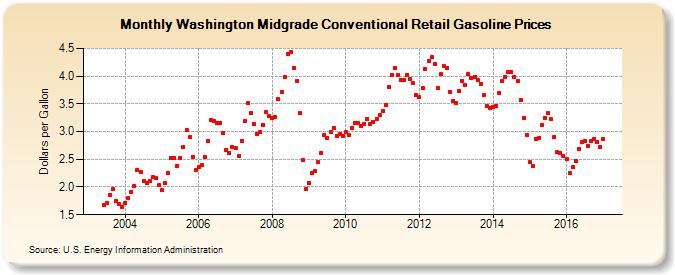 Monthly Washington Midgrade Conventional Retail Gasoline Prices
Dollars per Gallon
4.5
4.0
3.5
3.0
2.5
2.0
1.5
2004 2006 2008 2010 2012 2014 2016
Source: U.S. Energy Information Administration